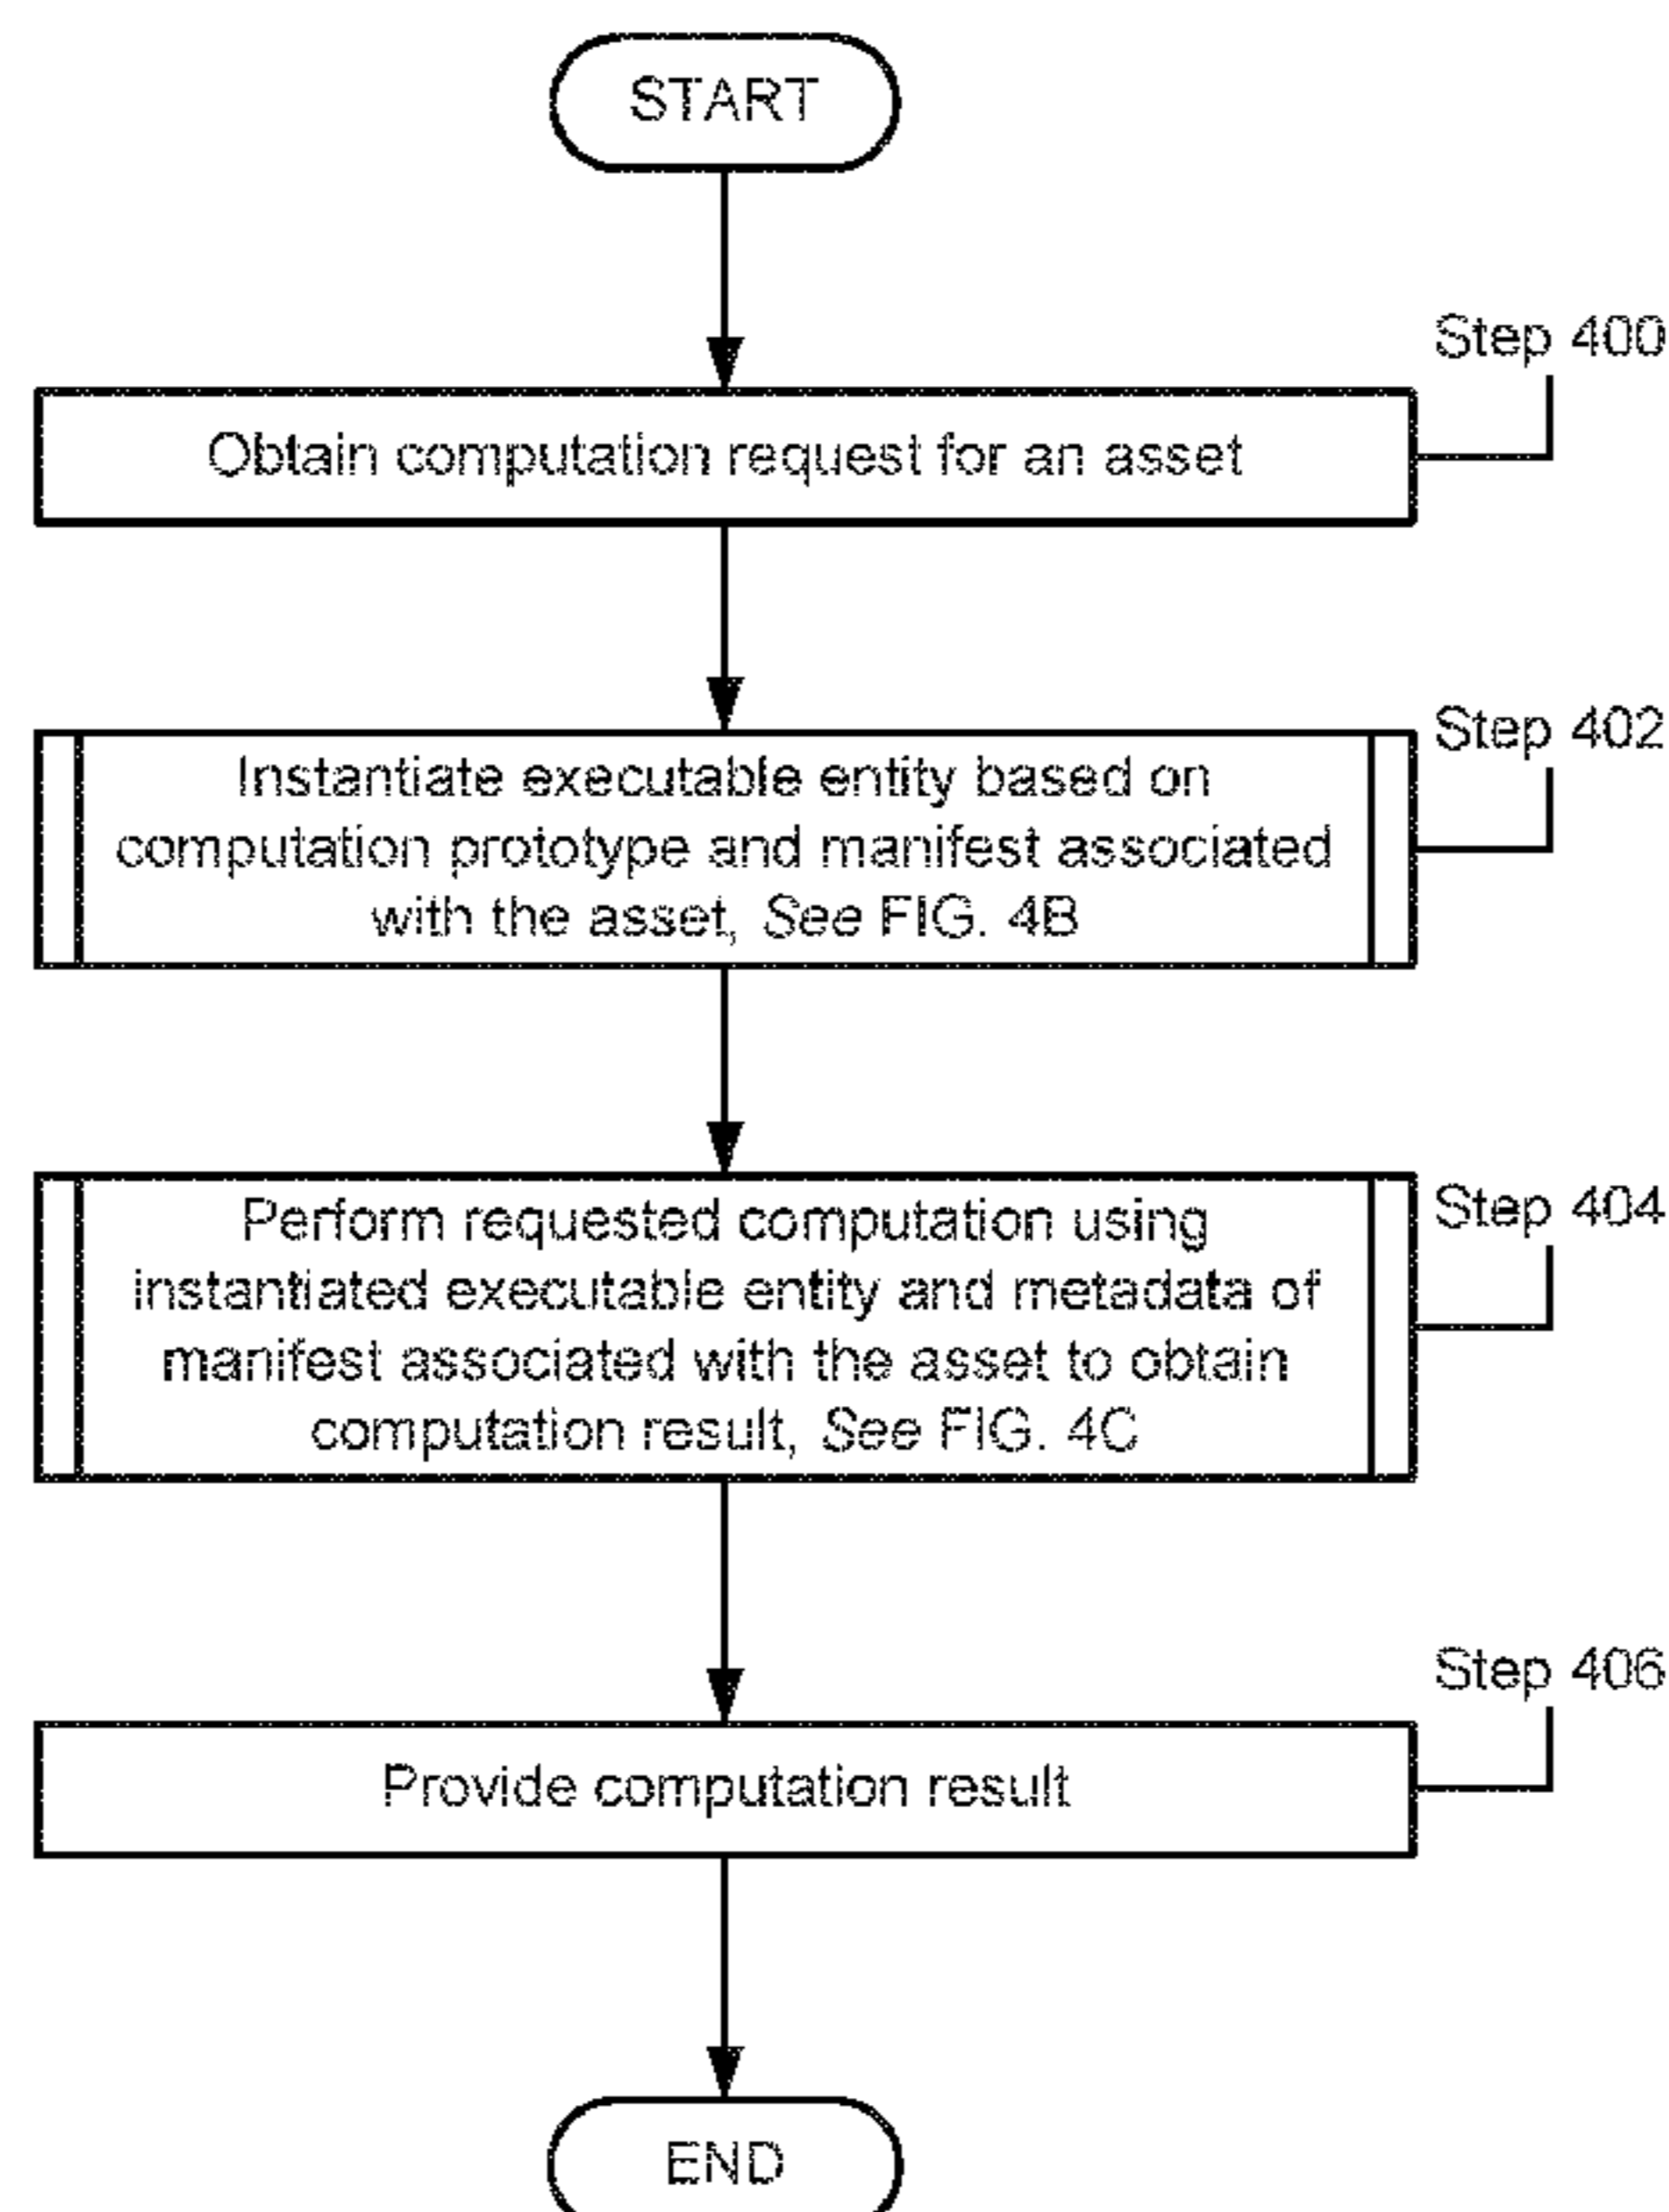 START
Step 400
Obtain computation request for an asset
Step 402
Instantiate executable entity based on
computation prototype and manifest associated
with the asset, See FIG. 4B
Step 404
Perform requested computation using
instantiated executable entity and metadata of
manifest associated with the asset to obtain
computation result, See FIG. 4C
Step 406
Provide computation result
END